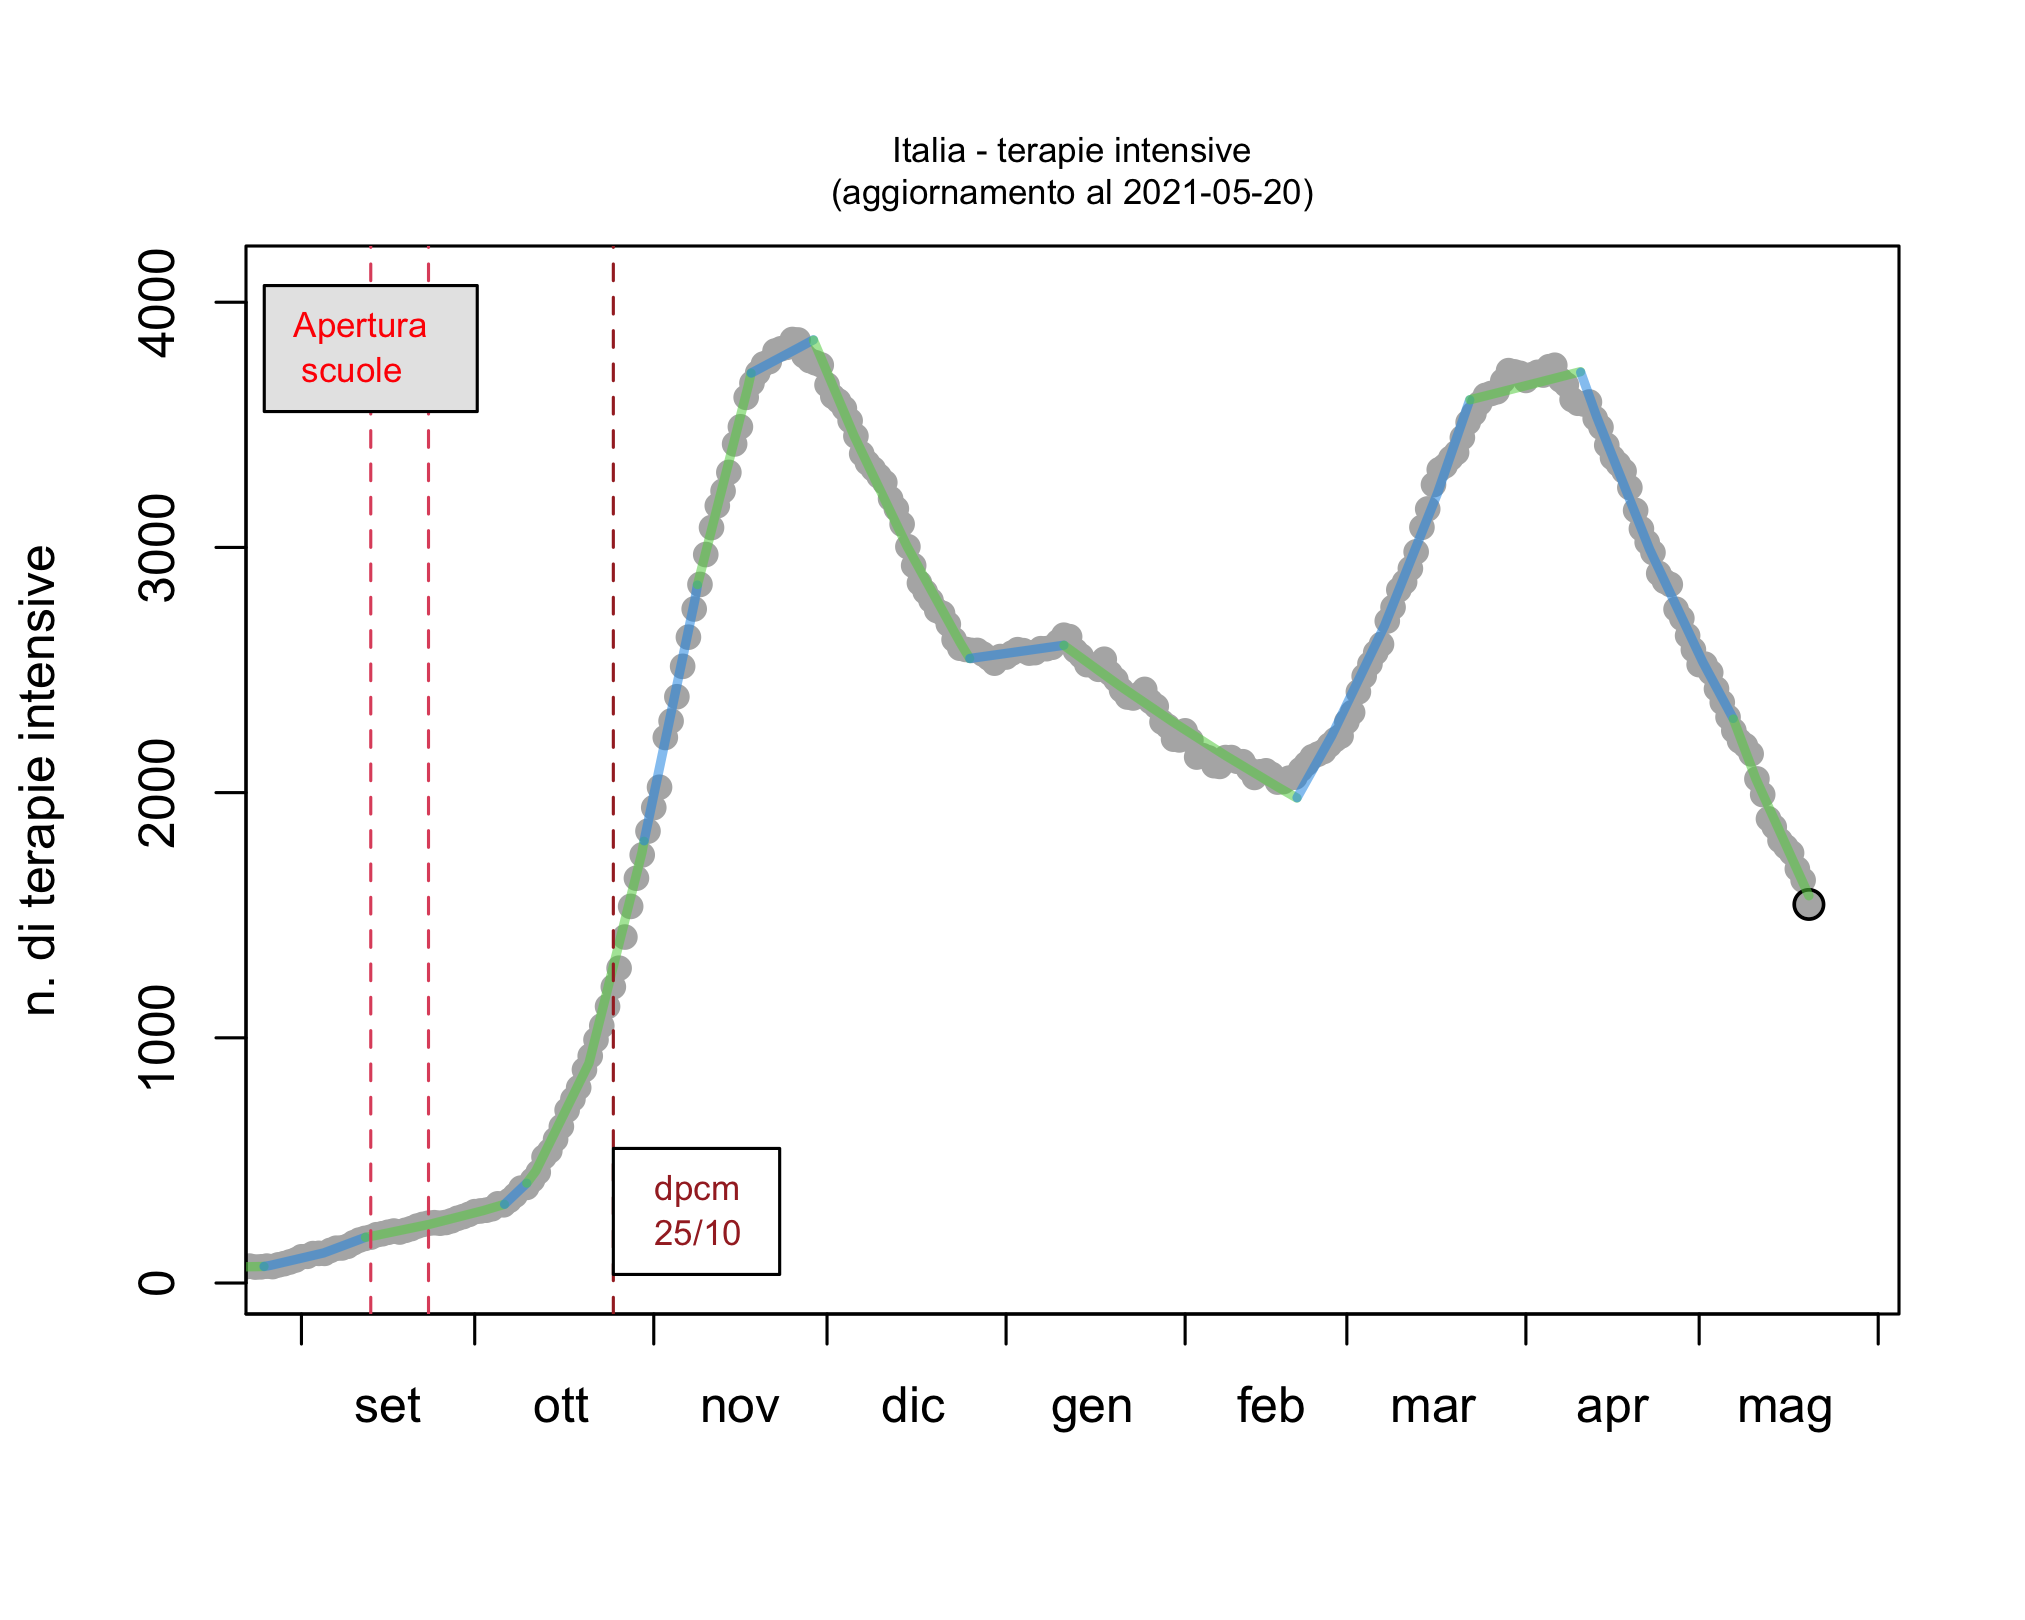 Italia - terapie intensive
(aggiornamento al 2021-05-20)
n. di terapie intensive
4000
3000
2000
1000
0
Apertura
scuole
dpcm
25/10
set ott nov dic gen feb mar apr mag